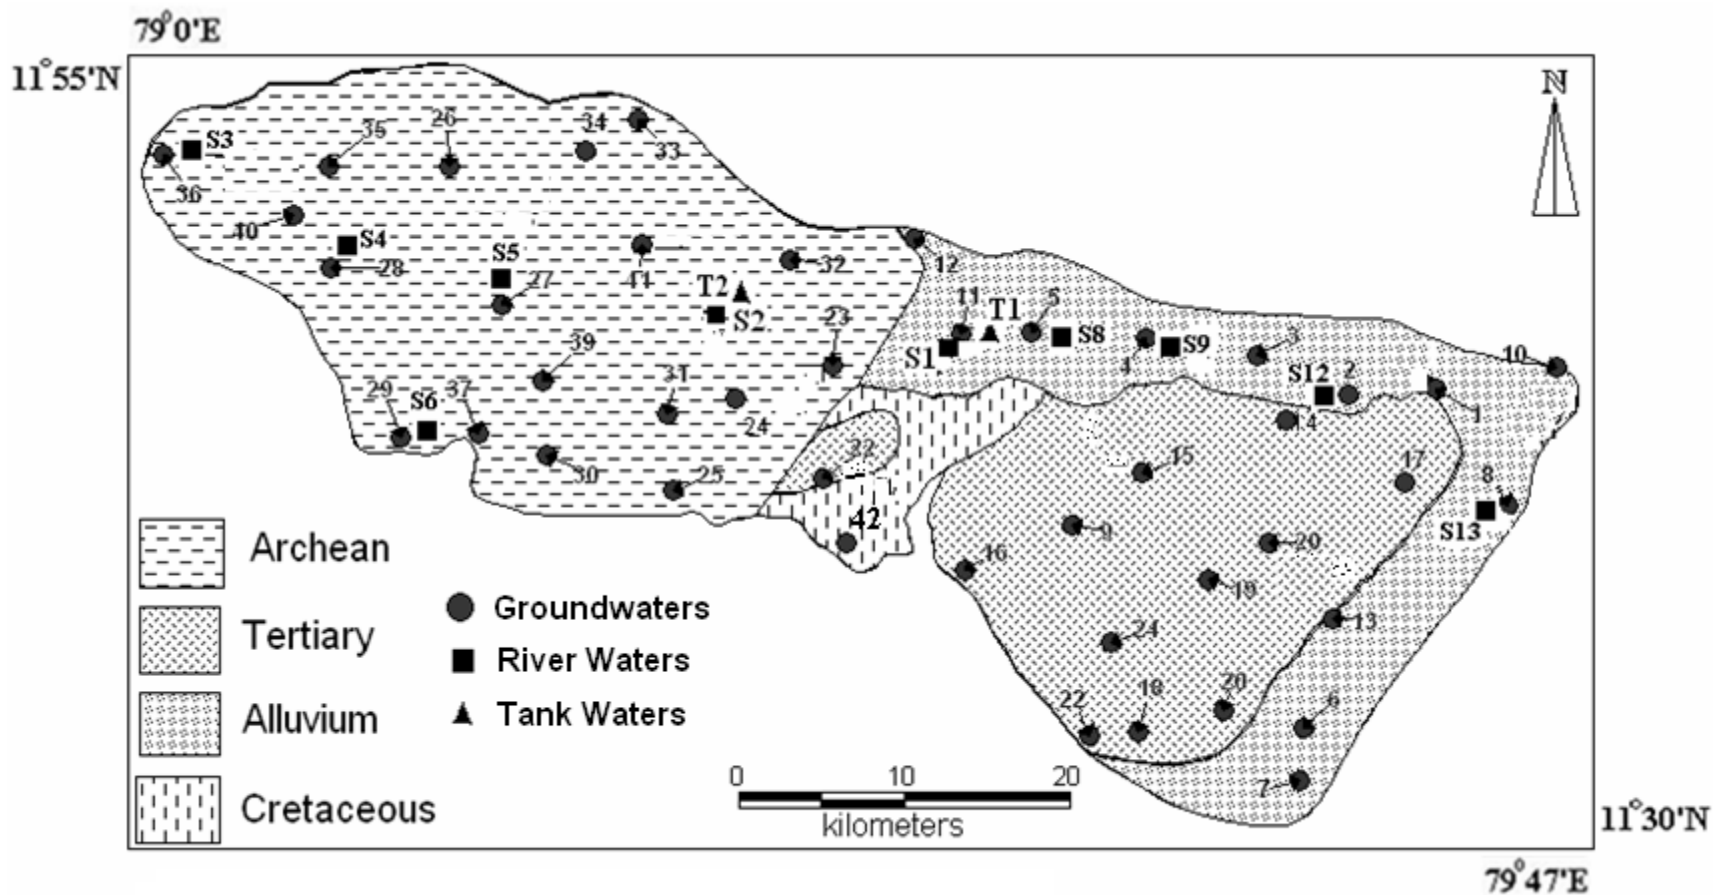 79°0'E
11°55'N
N
S3
35
26
34
33
36
40
S4
28
S5
27
41
32
T2
S2
12
11
T1
5
S8
S1
4
S9
3
10
23
39
31
24
29
S6
37
S12
2
1
14
30
25
22
15
17
8
S13
42
9
16
20
19
13
24
20
18
22
6
7
Archean
Tertiary
Alluvium
Cretaceous
Groundwaters
River Waters
Tank Waters
0 10 20
kilometers
11°30'N
79°47'E